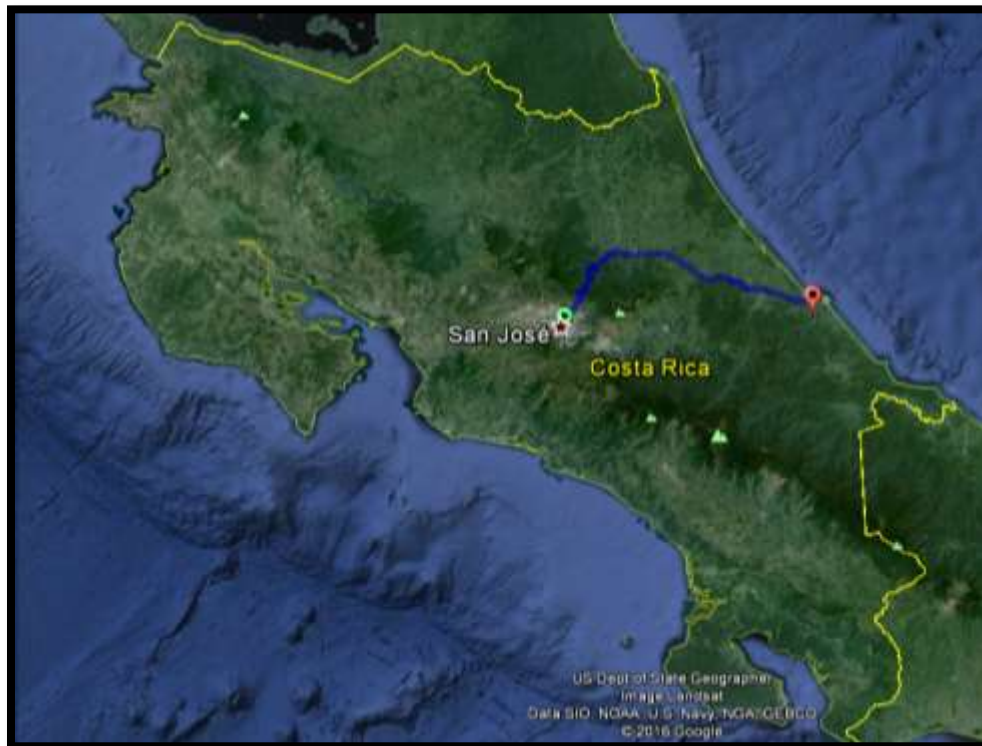 San José
Costa Rica
US Dept of State Geographer
Image Landsat
Data SIO, NOAA, U.S. Navy, NGA, GEBCO
© 2016 Google